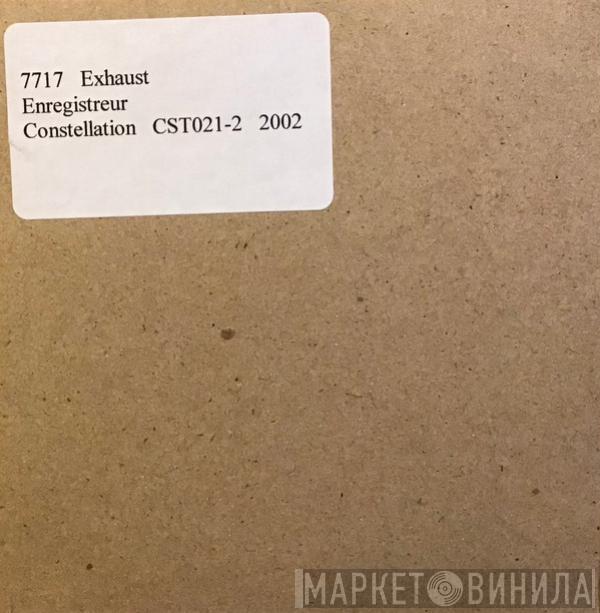 7717 Exhaust
Enregistreur
Constellation CST021-2 2002
МАРКЕТ ВИНИЛА